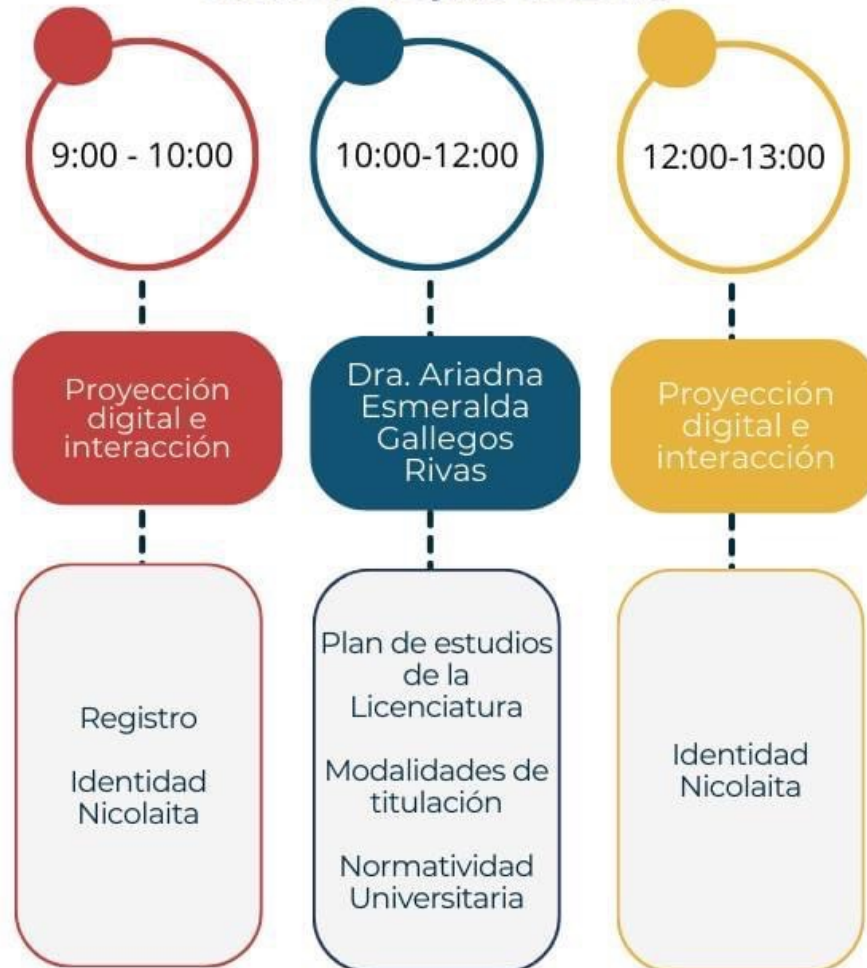 9:00 - 10:00
Proyección
digital e
interacción
Registro
Identidad
Nicolaita
10:00-12:00
Dra. Ariadna
Esmeralda
Gallegos
Rivas
Plan de estudios
de la
Licenciatura
Modalidades de
titulación
Normatividad
Universitaria
12:00-13:00
Proyección
digital e
interacción
Identidad
Nicolaita